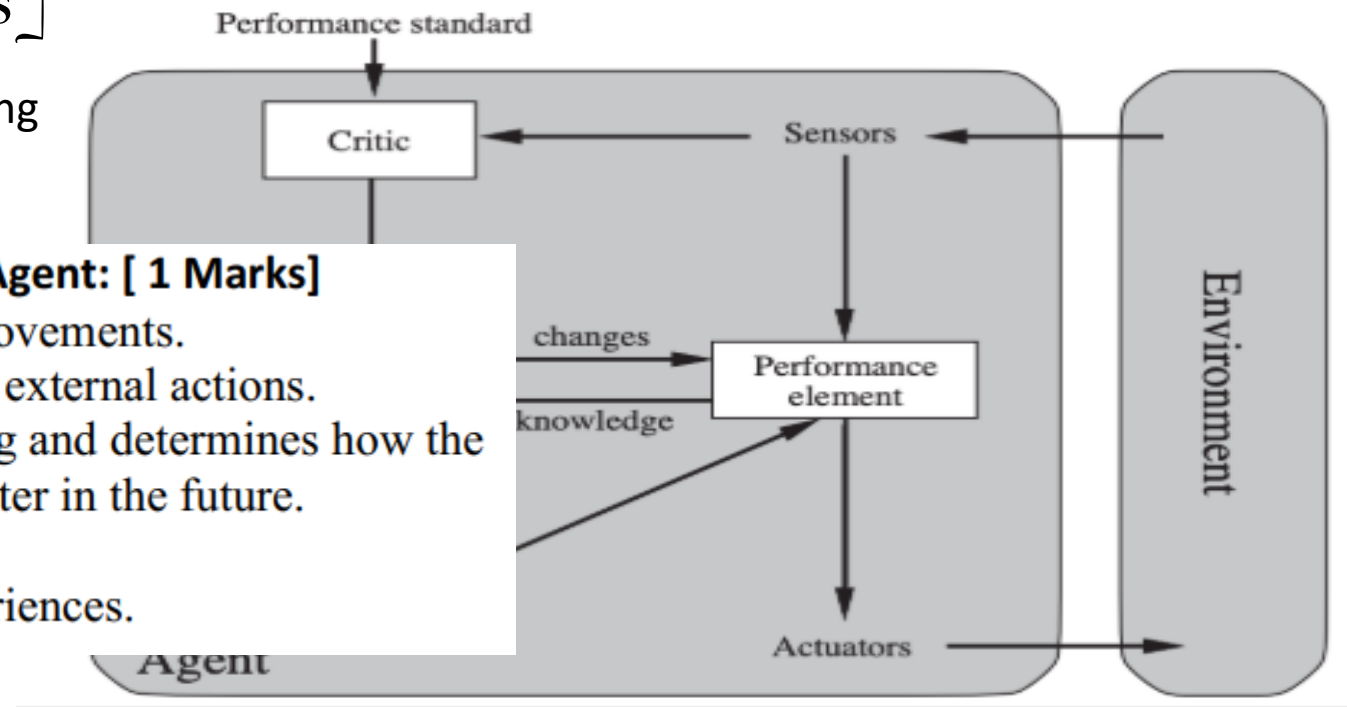 Performance standard
Critic
Sensors
Agent: [ 1 Marks]
ovements.
external actions.
g and determines how the
ter in the future.
riences.
changes
knowledge
Performance
element
Environment
Actuators
Agent